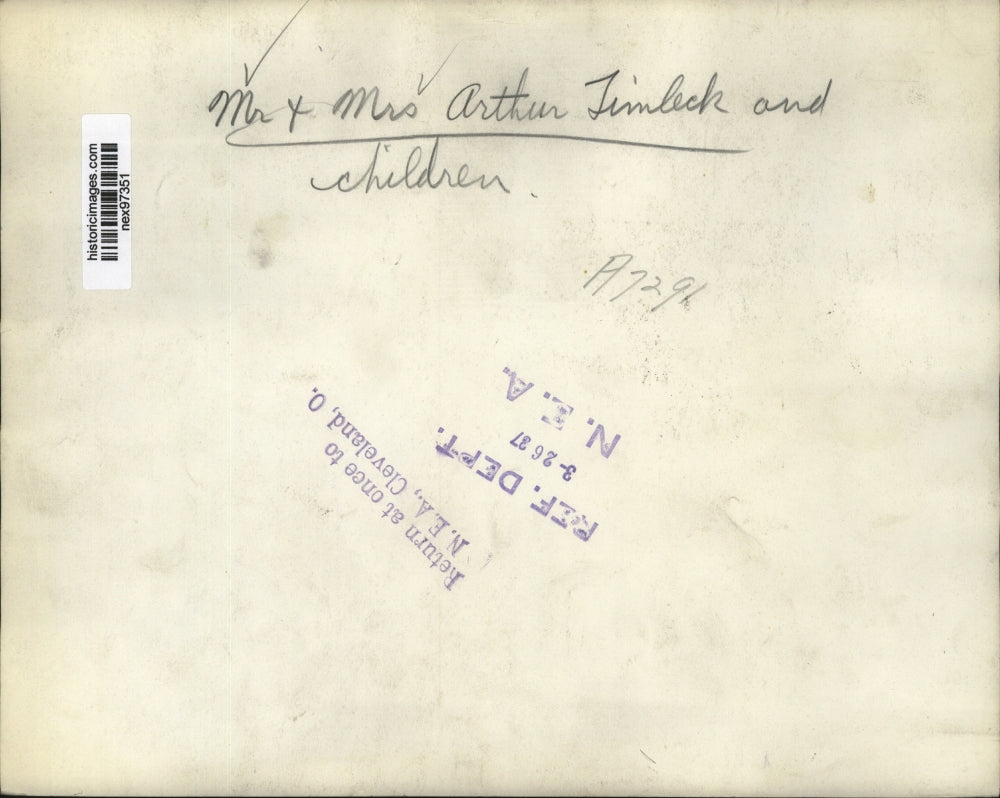 Mr & Mrs Arthur Timleck and
children.
historicimages.com
nex97351
A7291
N. E. A.
3-26 37
REF. DEPT.
Return at once to
N. E. A., Cleveland, O.